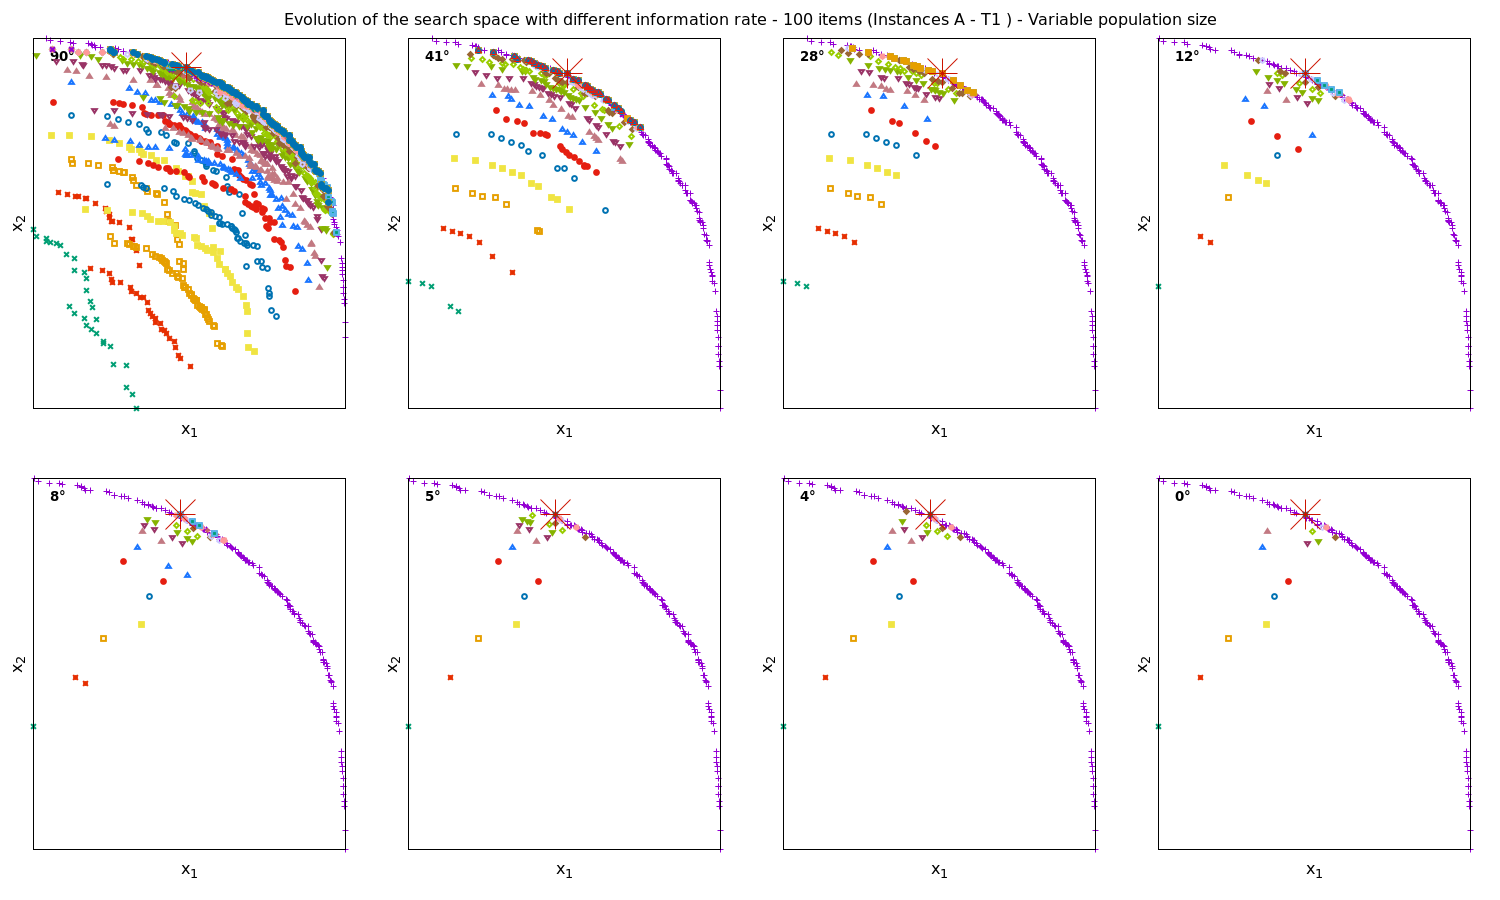 Evolution of the search space with different information rate - 100 items (Instances A - T1 ) - Variable population size
90°
41°
28°
12°
x2
x2
x2
x2
x1
x1
x1
x1
8°
5°
4°
0°
x2
x2
x2
x2
x1
x1
x1
x1